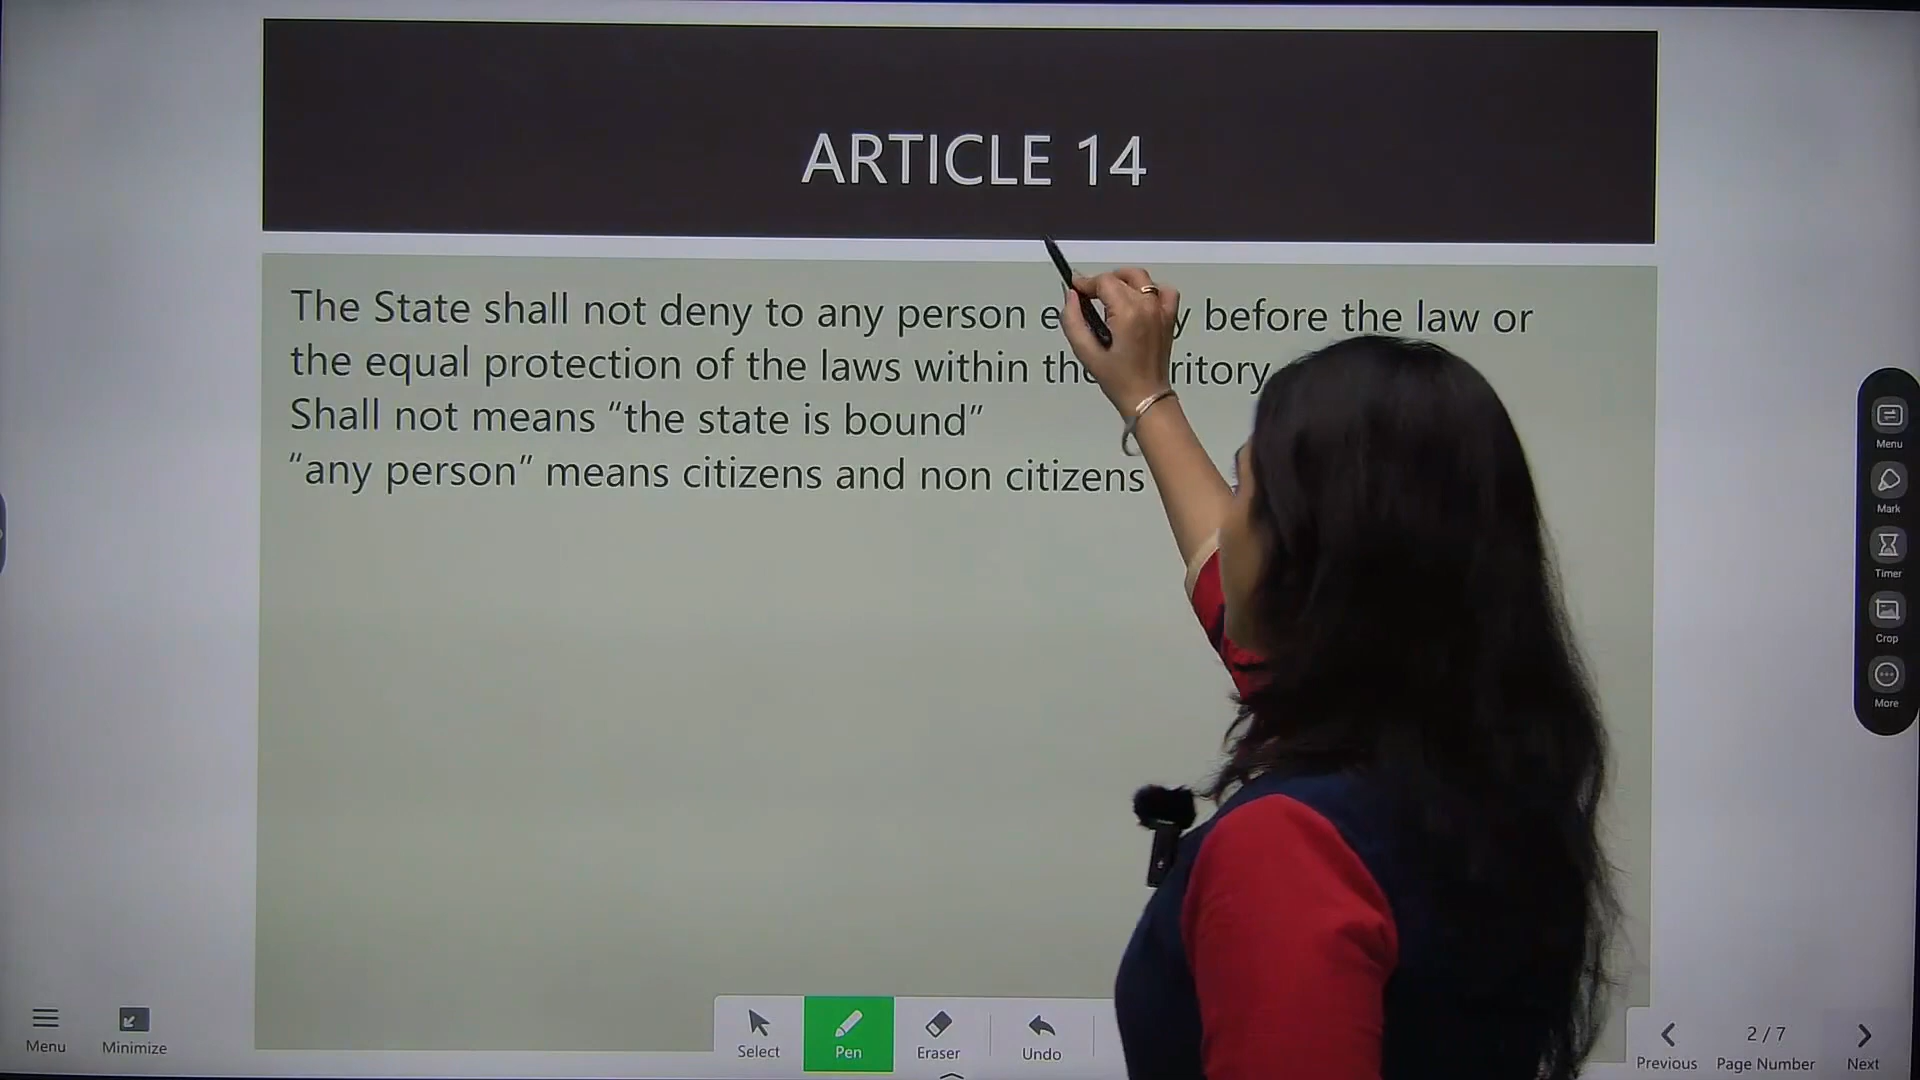 ARTICLE 14
The State shall not deny to any person before the law or
the equal protection of the laws within
Shall not means “the state is bound”
“any person” means citizens and non citizens
Menu
Mark
Timer
Crop
More
Menu
Minimize
Select
Pen
Eraser
Undo
Previous
2 / 7
Page Number
Next